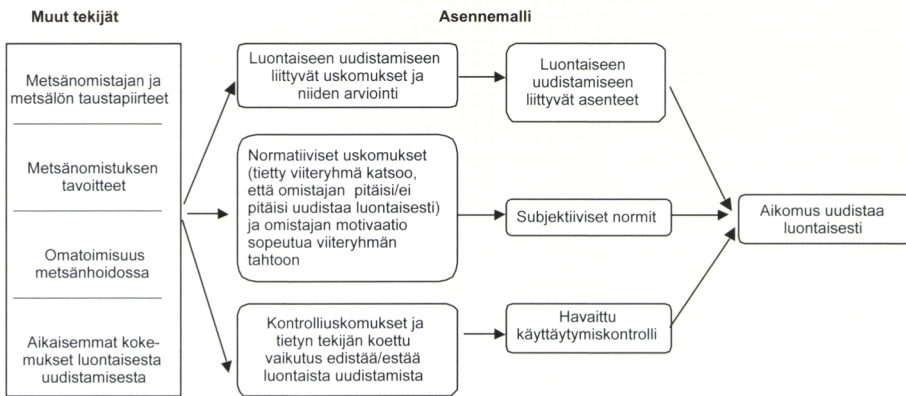 Muut tekijät
Asennemalli
Metsänomistajan ja
metsälön taustapiirteet
Metsänomistuksen
tavoitteet
Omatoimisuus
metsänhoidossa
Aikaisemmat koke-
mukset luontaisesta
uudistamisesta
Luontaiseen uudistamiseen
liittyvät uskomukset ja
niiden arviointi
Normatiiviset uskomukset
(tietty viiteryhmä katsoo,
että omistajan pitäisi/ei
pitäisi uudistaa luontaisesti)
ja omistajan motivaatio
sopeutua viiteryhmän
tahtoon
Kontrolliuskomukset ja
tietyn tekijän koettu
vaikutus edistää/estää
luontaista uudistamista
Luontaiseen
uudistamiseen
liittyvät asenteet
Subjektiiviset normit
Havaittu
käyttäytymiskontrolli
Aikomus uudistaa
luontaisesti